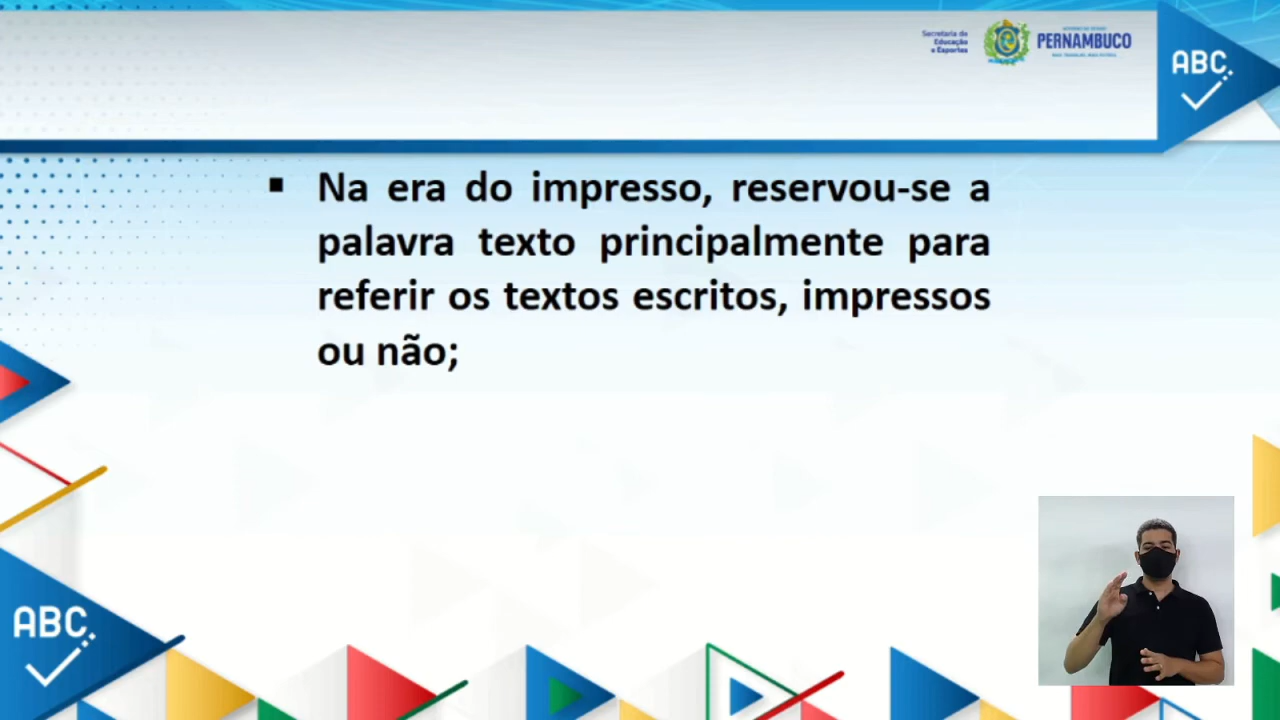 Secretaria de
Educação
e Esportes
PERNAMBUCO
ABC
Na era do impresso, reservou-se a
palavra texto principalmente para
referir os textos escritos, impressos
ou não;
ABC